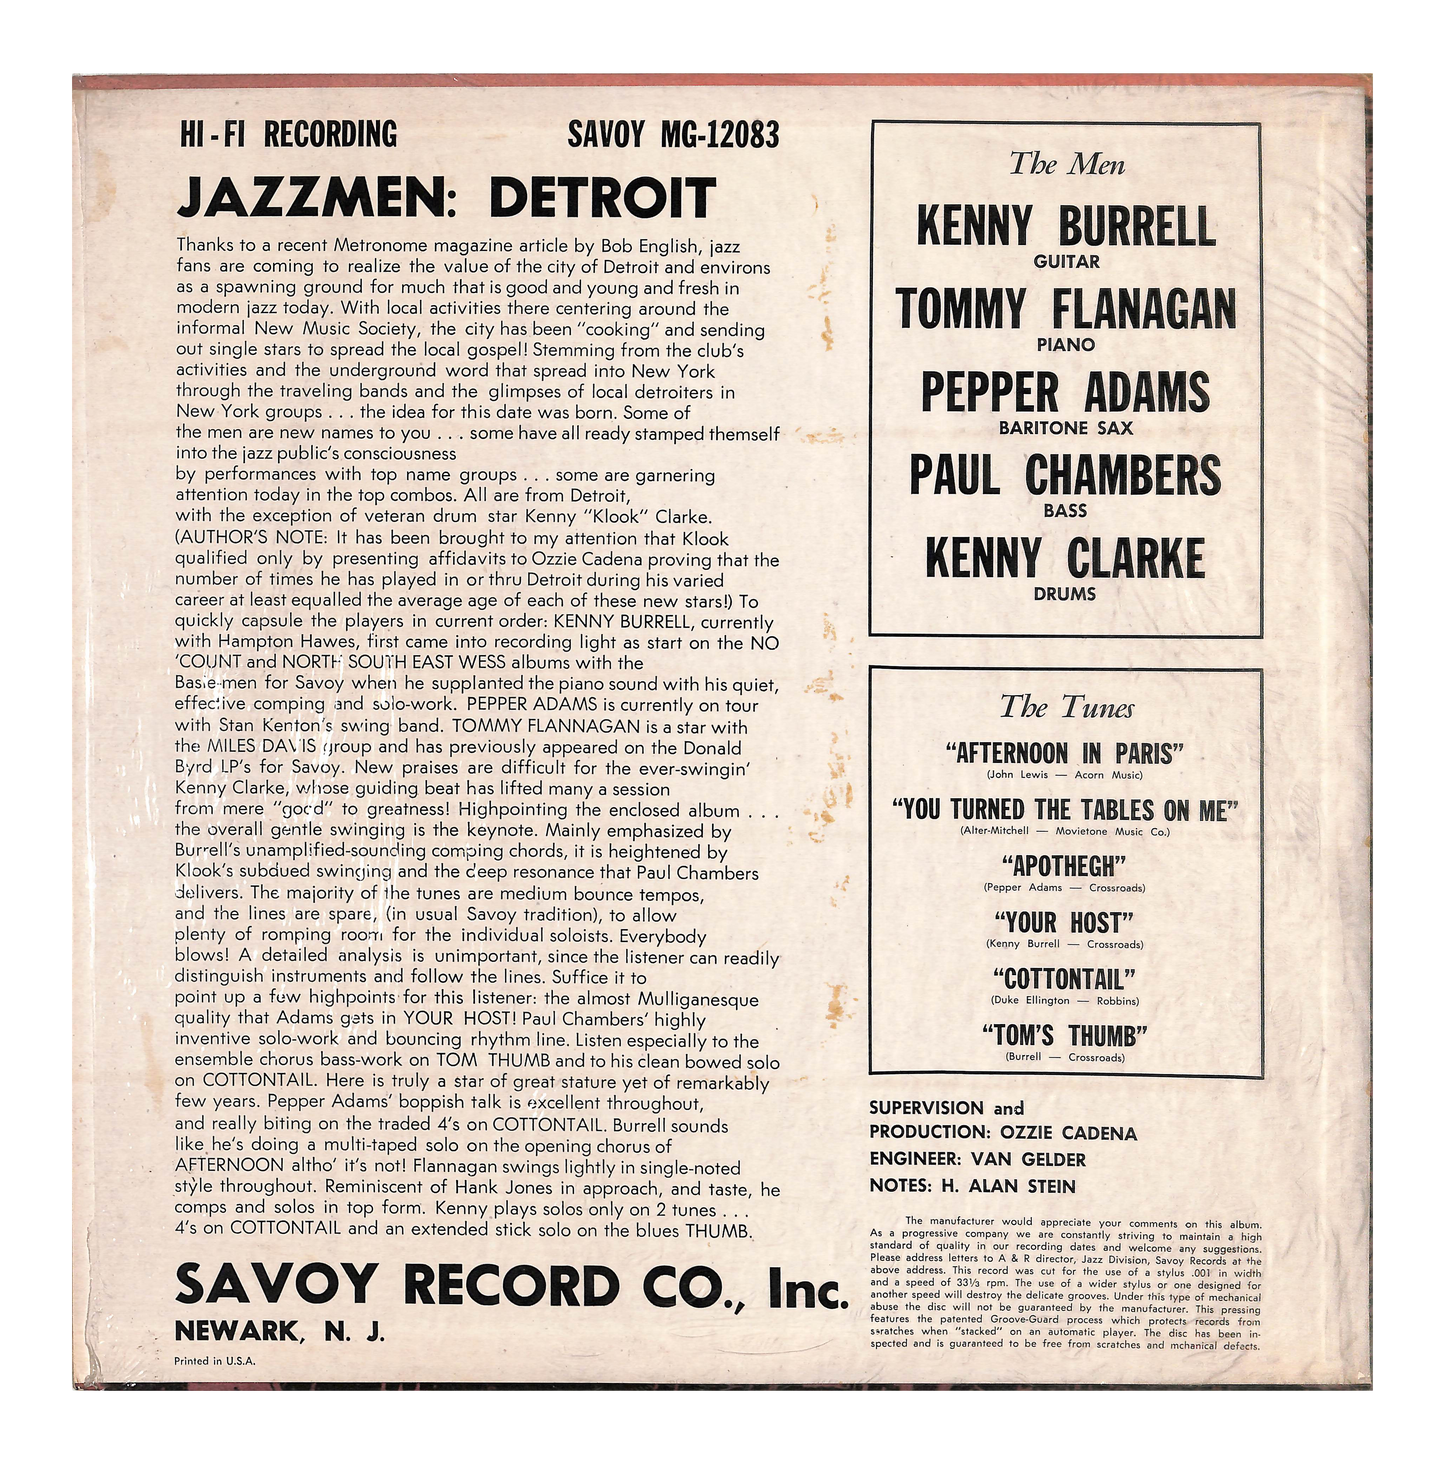 HI-FI RECORDING SAVOY MG-12083
JAZZMEN: DETROIT
Thanks to a recent Metronome magazine article by Bob English, jazz
fans are coming to realize the value of the city of Detroit and environs
as a spawning ground for much that is good and young and fresh in
modern jazz today. With local activities there centering around the
informal New Music Society, the city has been "cooking" and sending
out single stars to spread the local gospel! Stemming from the club's
activities and the underground word that spread into New York
through the traveling bands and the glimpses of local detroiters in
New York groups . . . the idea for this date was born. Some of
the men are new names to you . . . some have all ready stamped themself
into the jazz public's consciousness
by performances with top name groups . . . some are garnering
attention today in the top combos. All are from Detroit,
with the exception of veteran drum star Kenny "Klook" Clarke.
(AUTHOR'S NOTE: It has been brought to my attention that Klook
qualified only by presenting affidavits to Ozzie Cadena proving that the
number of times he has played in or thru Detroit during his varied
career at least equalled the average age of each of these new stars!) To
quickly capsule the players in current order: KENNY BURRELL, currently
with Hampton Hawes, first came into recording light as start on the NO
'COUNT and NORTH SOUTH EAST WESS albums with the
Basie-men for Savoy when he supplanted the piano sound with his quiet,
effective comping and solo-work. PEPPER ADAMS is currently on tour
with Stan Kenton's swing band. TOMMY FLANNAGAN is a star with
the MILES DAVIS group and has previously appeared on the Donald
Byrd LP's for Savoy. New praises are difficult for the ever-swingin'
Kenny Clarke, whose guiding beat has lifted many a session
from mere "good" to greatness! Highpointing the enclosed album . . .
the overall gentle swinging is the keynote. Mainly emphasized by
Burrell's unamplified-sounding comping chords, it is heightened by
Klook's subdued swinging and the deep resonance that Paul Chambers
delivers. The majority of the tunes are medium bounce tempos,
and the lines are spare, (in usual Savoy tradition), to allow
plenty of romping room for the individual soloists. Everybody
blows! A detailed analysis is unimportant, since the listener can readily
distinguish instruments and follow the lines. Suffice it to
point up a few highpoints for this listener: the almost Mulliganesque
quality that Adams gets in YOUR HOST! Paul Chambers' highly
inventive solo-work and bouncing rhythm line. Listen especially to the
ensemble chorus bass-work on TOM THUMB and to his clean bowed solo
on COTTONTAIL. Here is truly a star of great stature yet of remarkably
few years. Pepper Adams' boppish talk is excellent throughout,
and really biting on the traded 4's on COTTONTAIL. Burrell sounds
like he's doing a multi-taped solo on the opening chorus of
AFTERNOON altho' it's not! Flannagan swings lightly in single-noted
style throughout. Reminiscent of Hank Jones in approach, and taste, he
comps and solos in top form. Kenny plays solos only on 2 tunes . . .
4's on COTTONTAIL and an extended stick solo on the blues THUMB.
SAVOY RECORD CO., Inc.
NEWARK, N. J.
Printed in U.S.A.
The Men
KENNY BURRELL
GUITAR
TOMMY FLANAGAN
PIANO
PEPPER ADAMS
BARITONE SAX
PAUL CHAMBERS
BASS
KENNY CLARKE
DRUMS
The Tunes
"AFTERNOON IN PARIS"
(John Lewis — Acorn Music)
"YOU TURNED THE TABLES ON ME"
(Alter-Mitchell — Movietone Music Co.)
"APOTHEGH"
(Pepper Adams — Crossroads)
"YOUR HOST"
(Kenny Burrell — Crossroads)
"COTTONTAIL"
(Duke Ellington — Robbins)
"TOM'S THUMB"
(Burrell — Crossroads)
SUPERVISION and
PRODUCTION: OZZIE CADENA
ENGINEER: VAN GELDER
NOTES: H. ALAN STEIN
The manufacturer would appreciate your comments on this album.
As a progressive company we are constantly striving to maintain a high
standard of quality in our recording dates and welcome any suggestions.
Please address letters to A & R director, Jazz Division, Savoy Records at the
above address. This record was cut for the use of a stylus .001 in width
and a speed of 33⅓ rpm. The use of a wider stylus or one designed for
another speed will destroy the delicate grooves. Under this type of mechanical
abuse the disc will not be guaranteed by the manufacturer. This pressing
features the patented Groove-Guard process which protects records from
scratches when "stacked" on an automatic player. The disc has been in-
spected and is guaranteed to be free from scratches and mchanical defects.